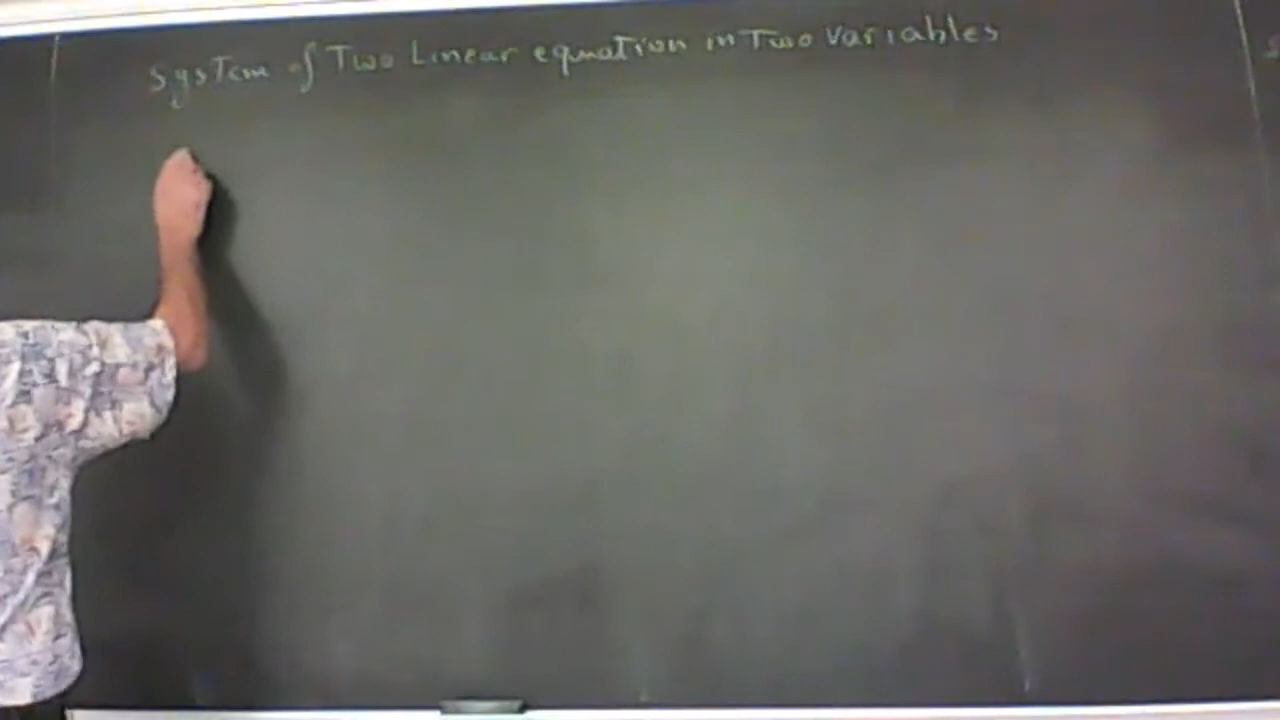 System of Two Linear equation in Two Variables